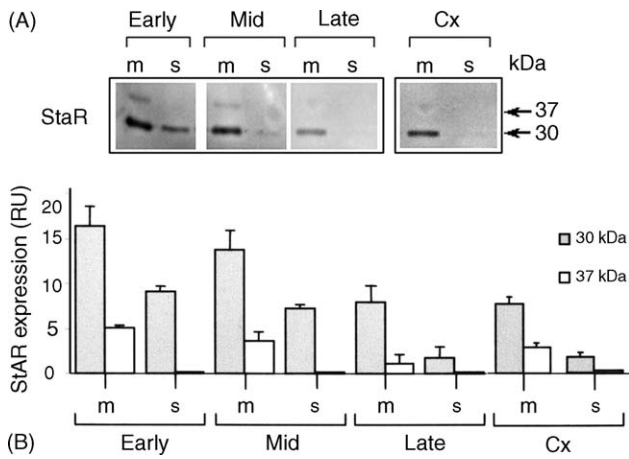 (A) Early Mid Late Cx
m s m s m s m s kDa
StaR
37
30
StAR expression (RU)
20
15
10
5
0
30 kDa
37 kDa
m s m s m s m s
(B) Early Mid Late Cx